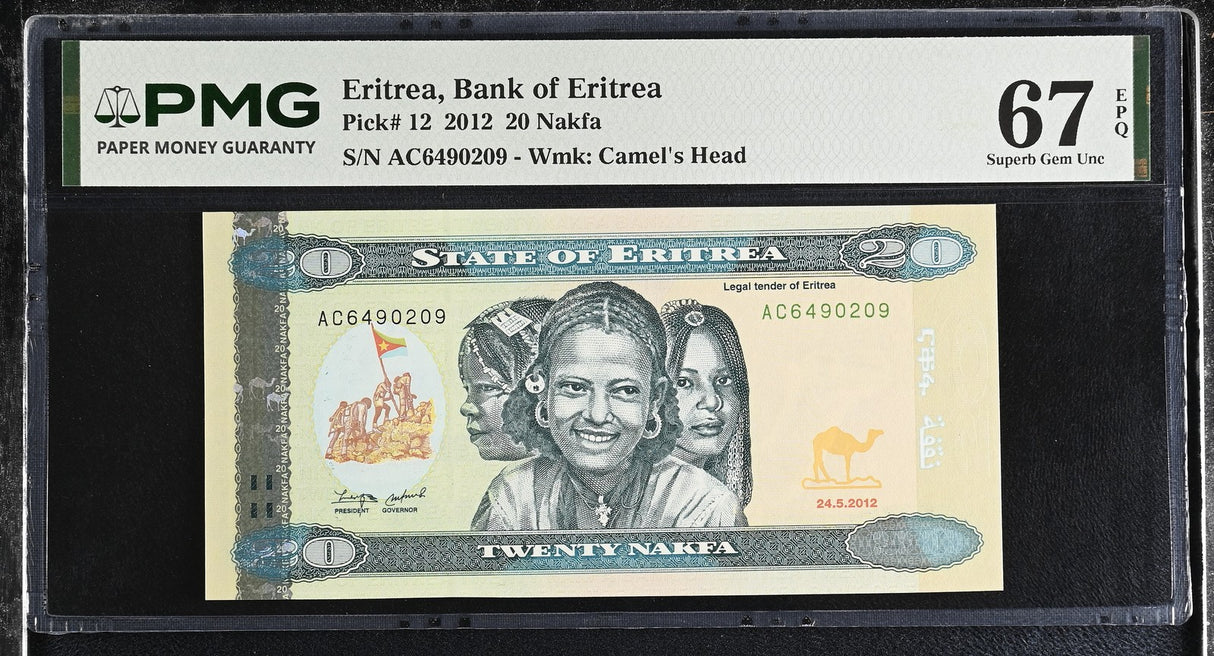 PMG
PAPER MONEY GUARANTY
Eritrea, Bank of Eritrea
Pick# 12 2012 20 Nakfa
S/N AC6490209 - Wmk: Camel's Head
67
EPQ
Superb Gem Unc
STATE OF ERITREA
20
Legal tender of Eritrea
AC6490209
AC6490209
ናቅፋ
نقفة
PRESIDENT GOVERNOR
24.5.2012
TWENTY NAKFA